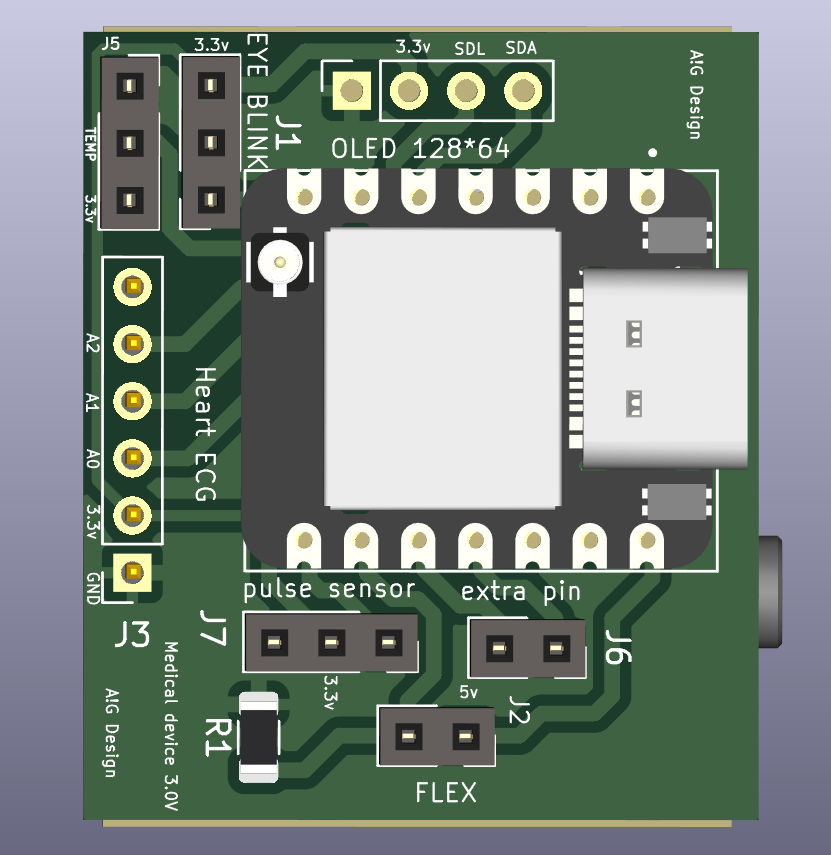 J5
3.3v
EYE BLINK
J1
3.3v
SDL
SDA
A!G Design
OLED 128*64
TEMP
3.3v
A2
A1
A0
3.3v
GND
Heart ECG
J3
pulse sensor
extra pin
J7
3.3v
J6
5v
J2
R1
FLEX
A!G Design
Medical device 3.0V